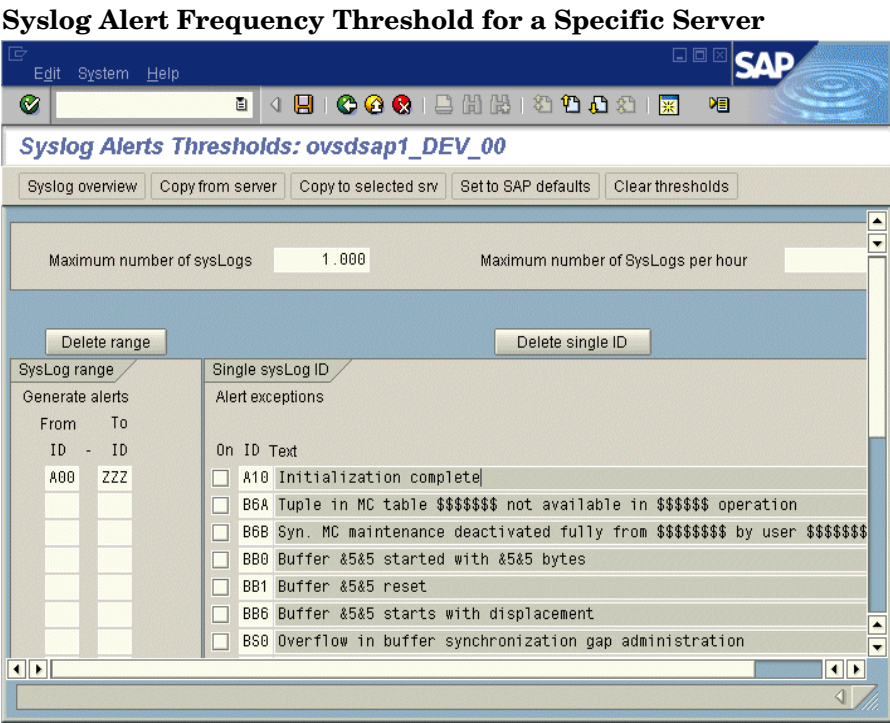 Syslog Alert Frequency Threshold for a Specific Server
Edit System Help
SAP
Syslog Alerts Thresholds: ovsdsap1_DEV_00
Syslog overview Copy from server Copy to selected srv Set to SAP defaults Clear thresholds
Maximum number of sysLogs 1.000 Maximum number of SysLogs per hour
Delete range Delete single ID
SysLog range Single sysLog ID
Generate alerts Alert exceptions
From To
ID - ID On ID Text
A00 ZZZ A10 Initialization complete
B6A Tuple in MC table $$$$$$$ not available in $$$$$$ operation
B6B Syn. MC maintenance deactivated fully from $$$$$$$$ by user $$$$$$$
BB0 Buffer &5&5 started with &5&5 bytes
BB1 Buffer &5&5 reset
BB6 Buffer &5&5 starts with displacement
BS0 Overflow in buffer synchronization gap administration